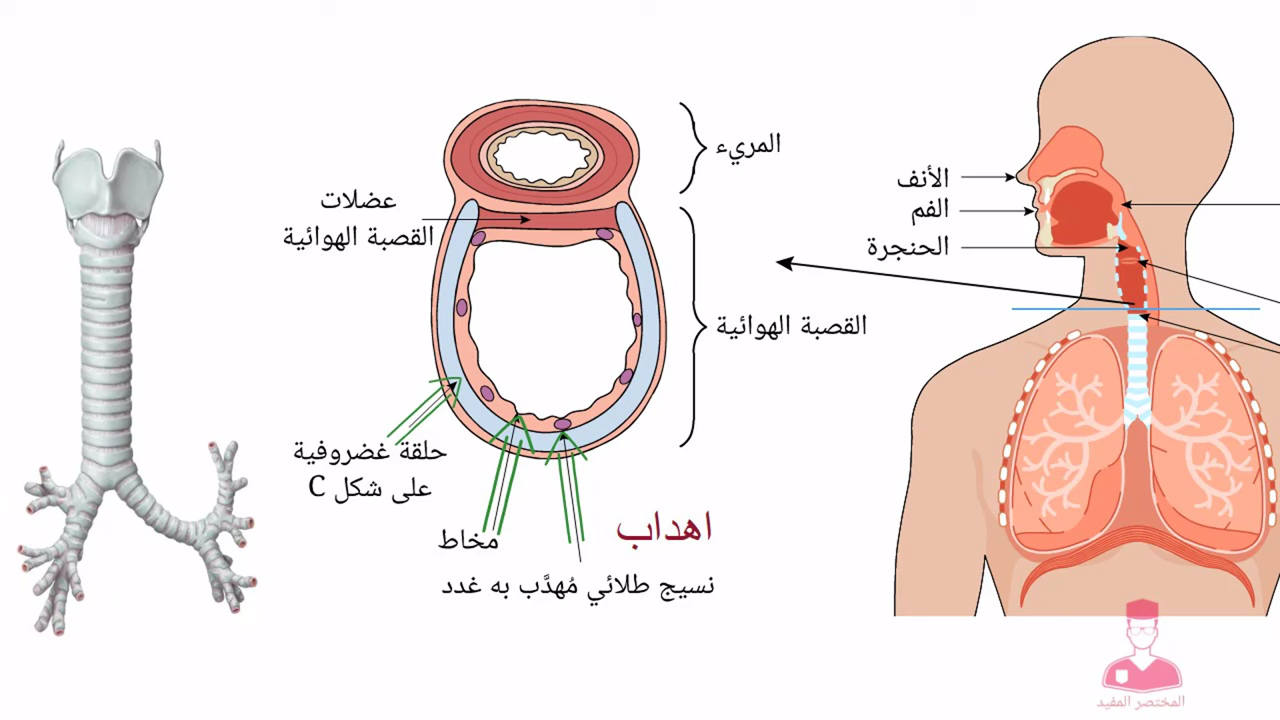 المريء
الأنف
الفم
عضلات
القصبة الهوائية
الحنجرة
القصبة الهوائية
حلقة غضروفية
على شكل C
اهداب
مخاط
نسيج طلائي مُهدَّب به غدد
المختصر المفيد